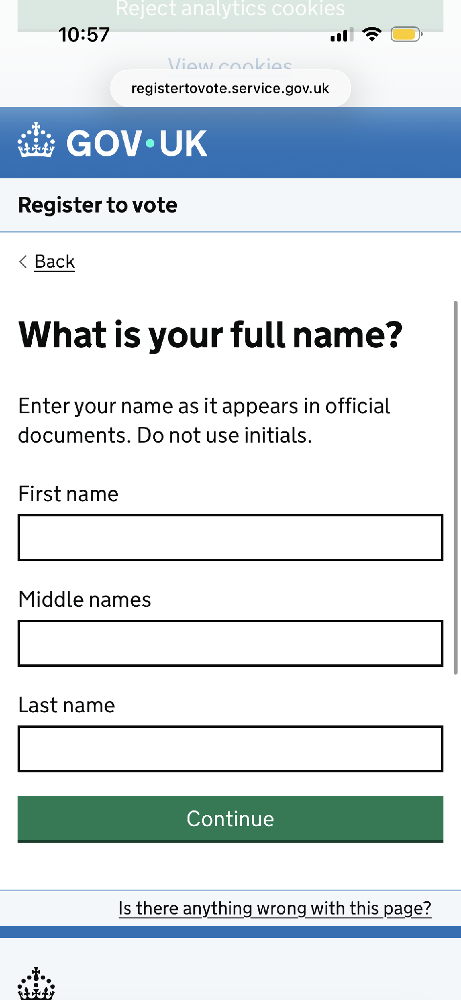 Reject analytics cookies
10:57
View cookies
registertovote.service.gov.uk
GOV·UK
Register to vote
Back
What is your full name?
Enter your name as it appears in official
documents. Do not use initials.
First name
Middle names
Last name
Continue
Is there anything wrong with this page?